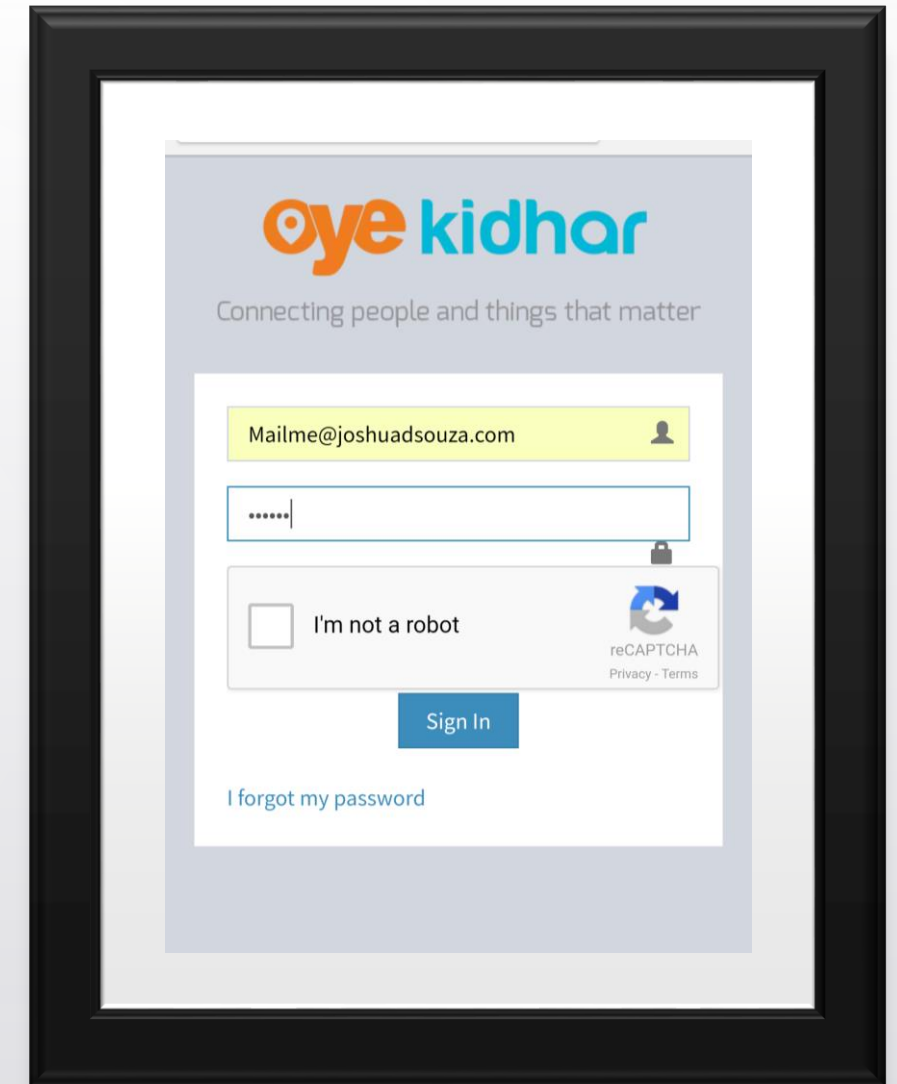 oye kidhar
Connecting people and things that matter
Mailme@joshuadsouza.com
••••••
I'm not a robot
reCAPTCHA
Privacy - Terms
Sign In
I forgot my password